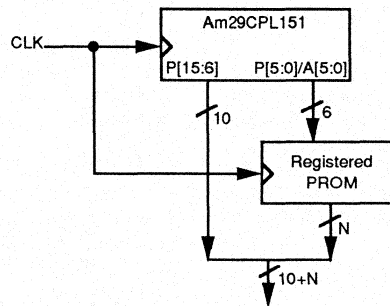 Am29CPL151
CLK
P[15:6] P[5:0]/A[5:0]
10
6
Registered
PROM
N
10+N